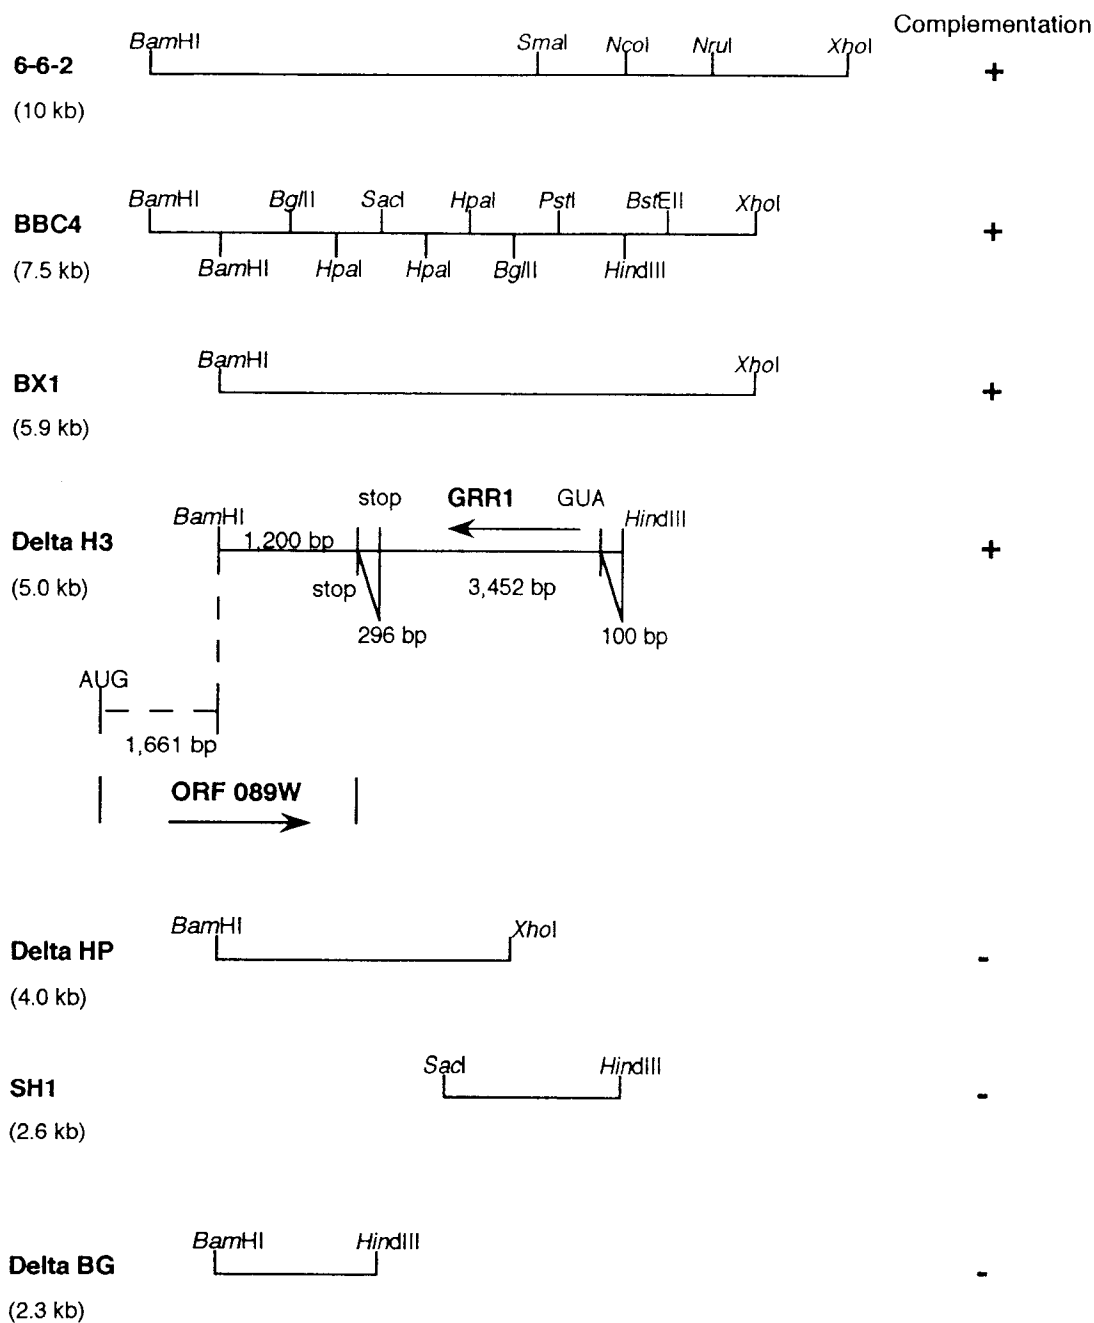 Complementation
BamHI SmaI NcoI NruI XhoI
6-6-2 +
(10 kb)
BamHI BglII SacI HpaI PstI BstEII XhoI
BBC4 +
(7.5 kb)
BamHI HpaI HpaI BglII HindIII
BamHI XhoI
BX1 +
(5.9 kb)
stop GRR1 GUA
BamHI HindIII
Delta H3 1,200 bp +
(5.0 kb) stop 3,452 bp
296 bp 100 bp
AUG
1,661 bp
ORF 089W
BamHI XhoI
Delta HP -
(4.0 kb)
SacI HindIII
SH1 -
(2.6 kb)
BamHI HindIII
Delta BG -
(2.3 kb)